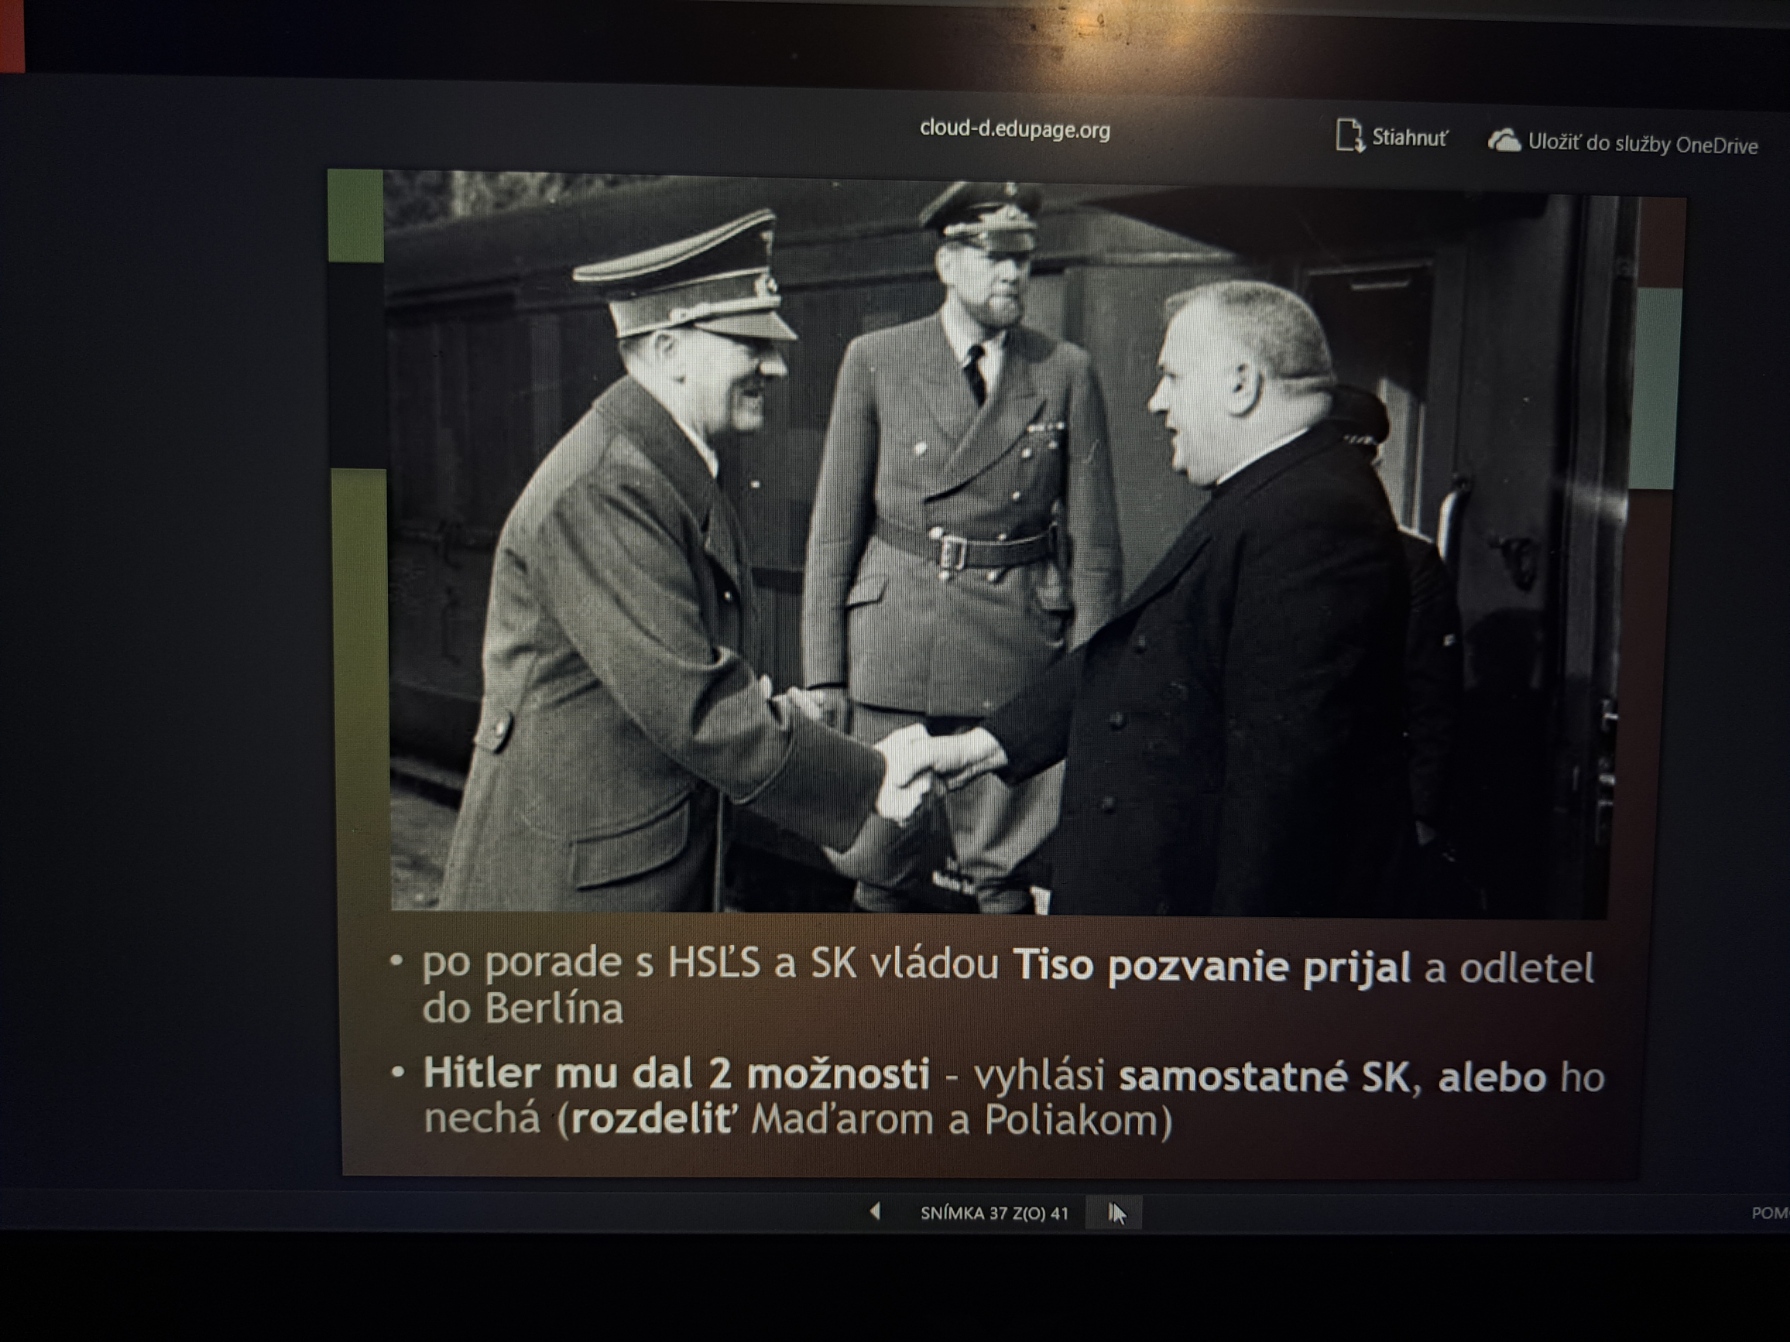 cloud-d.edupage.org
Stiahnuť
Uložiť do služby OneDrive
• po porade s HSĽS a SK vládou Tiso pozvanie prijal a odletel
do Berlína
• Hitler mu dal 2 možnosti - vyhlási samostatné SK, alebo ho
nechá (rozdeliť Maďarom a Poliakom)
SNÍMKA 37 Z(O) 41